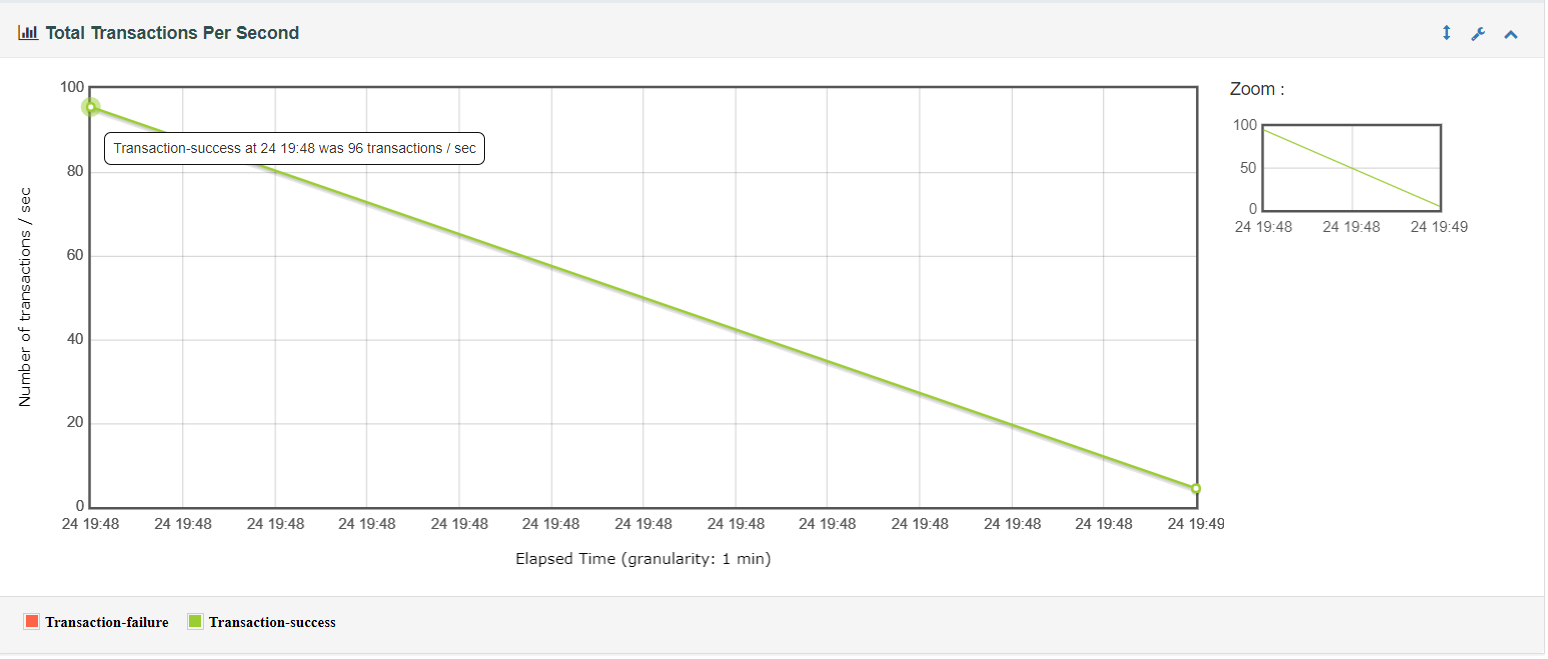 Total Transactions Per Second
Zoom :
100
80
60
40
20
0
Number of transactions / sec
Transaction-success at 24 19:48 was 96 transactions / sec
24 19:48 24 19:48 24 19:48 24 19:48 24 19:48 24 19:48 24 19:48 24 19:48 24 19:48 24 19:48 24 19:48 24 19:48 24 19:49
Elapsed Time (granularity: 1 min)
100
50
0
24 19:48 24 19:48 24 19:49
Transaction-failure Transaction-success